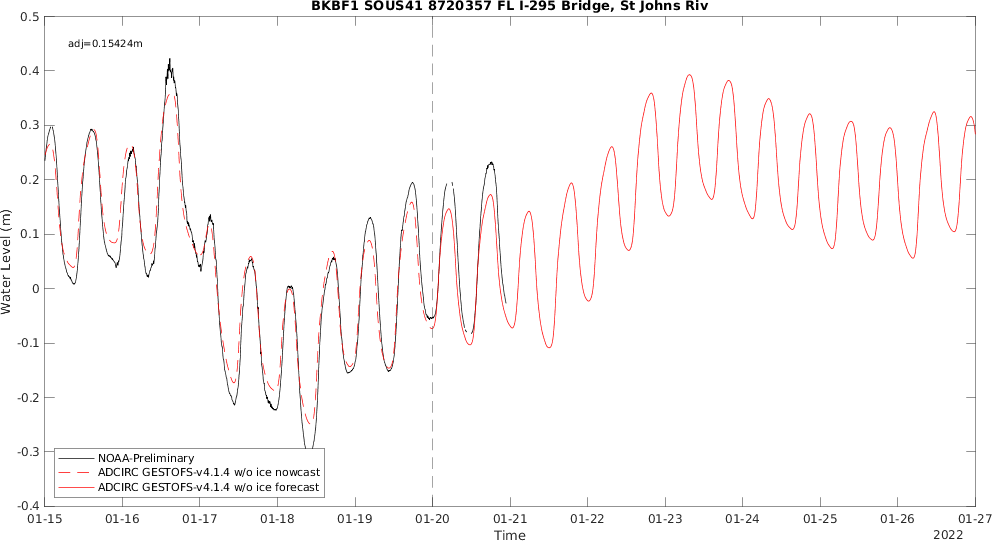 BKBF1 SOUS41 8720357 FL I-295 Bridge, St Johns Riv
adj=0.15424m
0.5
0.4
0.3
0.2
0.1
0
-0.1
-0.2
-0.3
-0.4
Water Level (m)
NOAA-Preliminary
ADCIRC GESTOFS-v4.1.4 w/o ice nowcast
ADCIRC GESTOFS-v4.1.4 w/o ice forecast
01-15 01-16 01-17 01-18 01-19 01-20 01-21 01-22 01-23 01-24 01-25 01-26 01-27
Time
2022